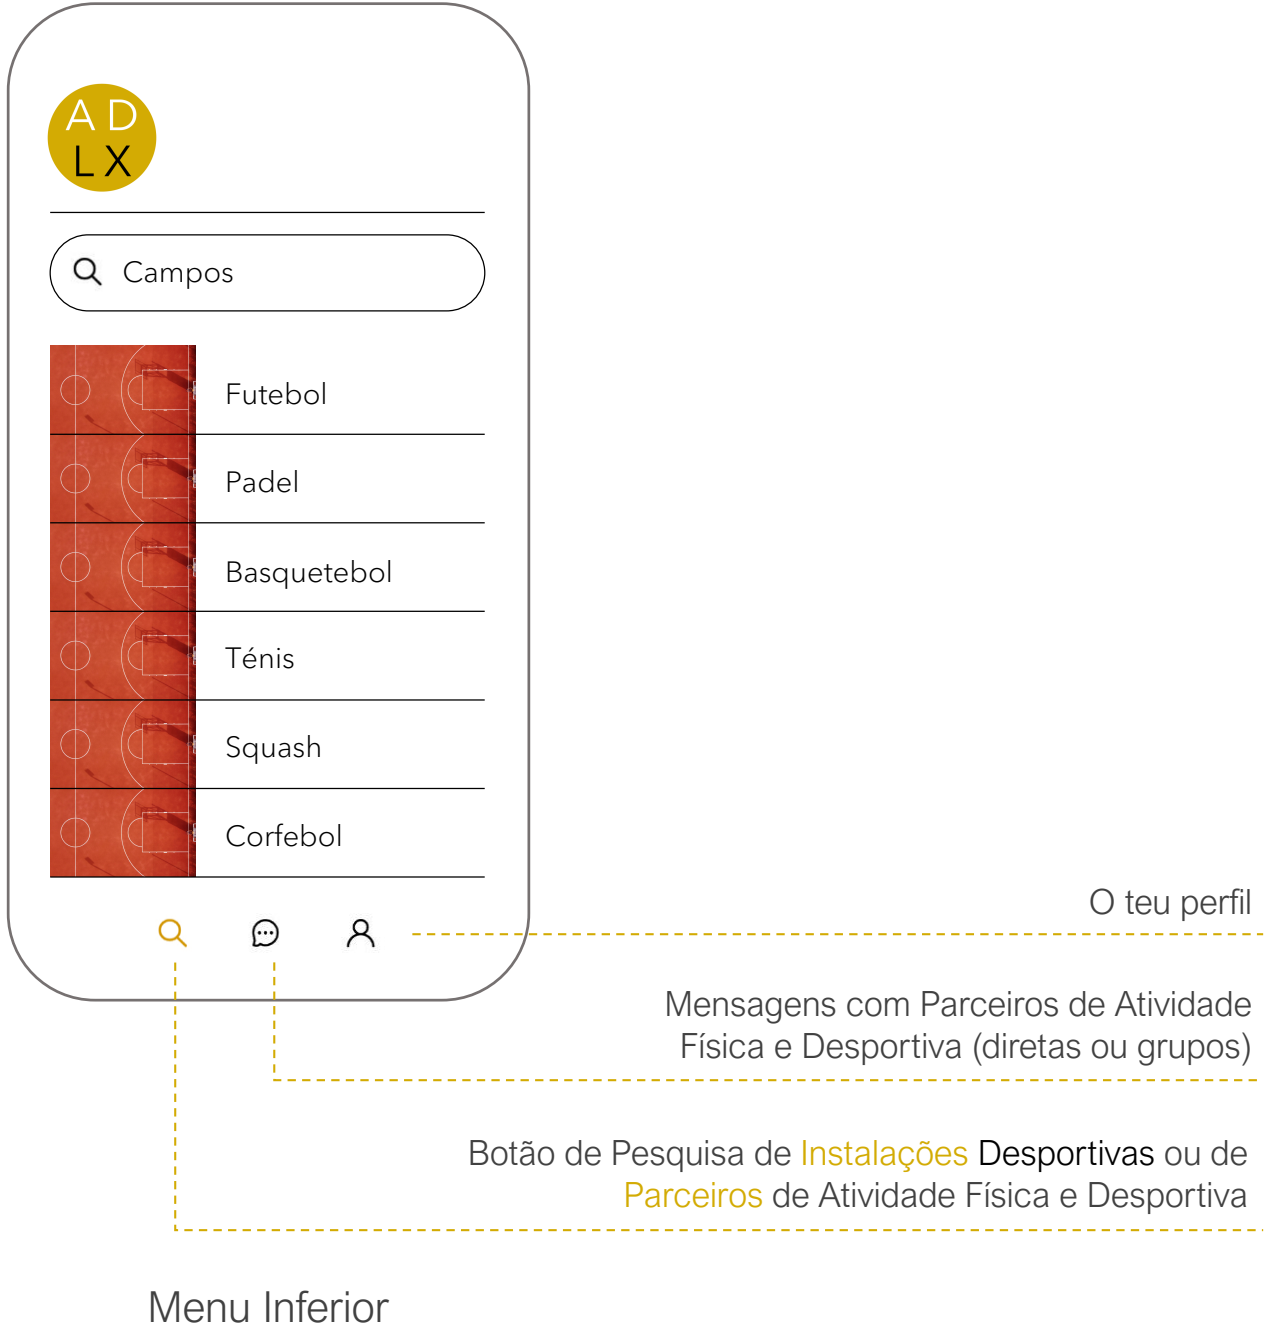 A D
L X
Campos
Futebol
Padel
Basquetebol
Ténis
Squash
Corfebol
O teu perfil
Mensagens com Parceiros de Atividade
Física e Desportiva (diretas ou grupos)
Botão de Pesquisa de Instalações Desportivas ou de
Parceiros de Atividade Física e Desportiva
Menu Inferior